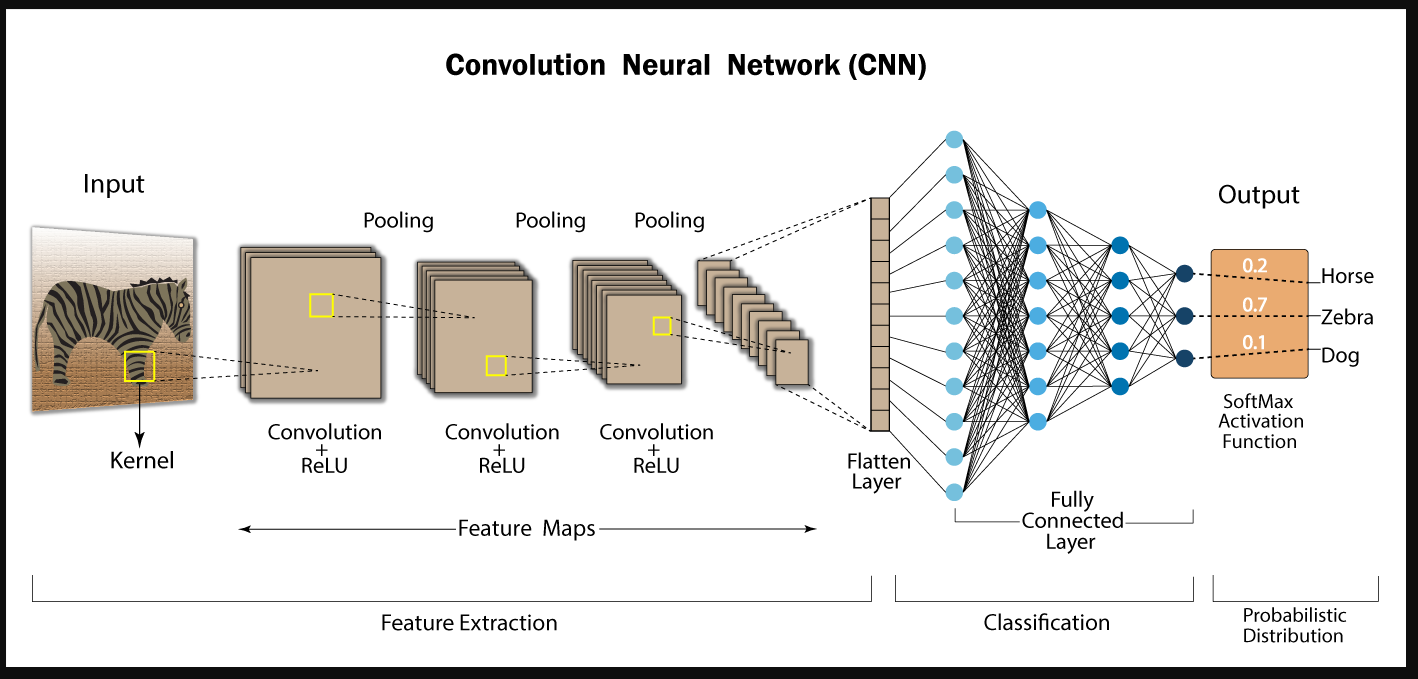 Convolution Neural Network (CNN)
Input
Pooling
Pooling
Pooling
Output
0.2
Horse
0.7
Zebra
0.1
Dog
Kernel
Convolution
+
ReLU
Convolution
+
ReLU
Convolution
+
ReLU
Flatten
Layer
SoftMax
Activation
Function
Feature Maps
Fully
Connected
Layer
Feature Extraction
Classification
Probabilistic
Distribution